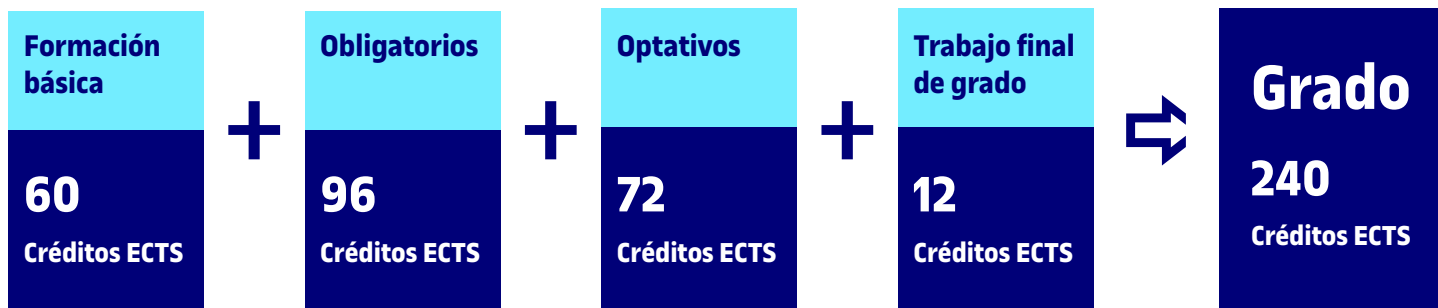 Formación
básica
60
Créditos ECTS
+
Obligatorios
96
Créditos ECTS
+
Optativos
72
Créditos ECTS
+
Trabajo final
de grado
12
Créditos ECTS
Grado
240
Créditos ECTS